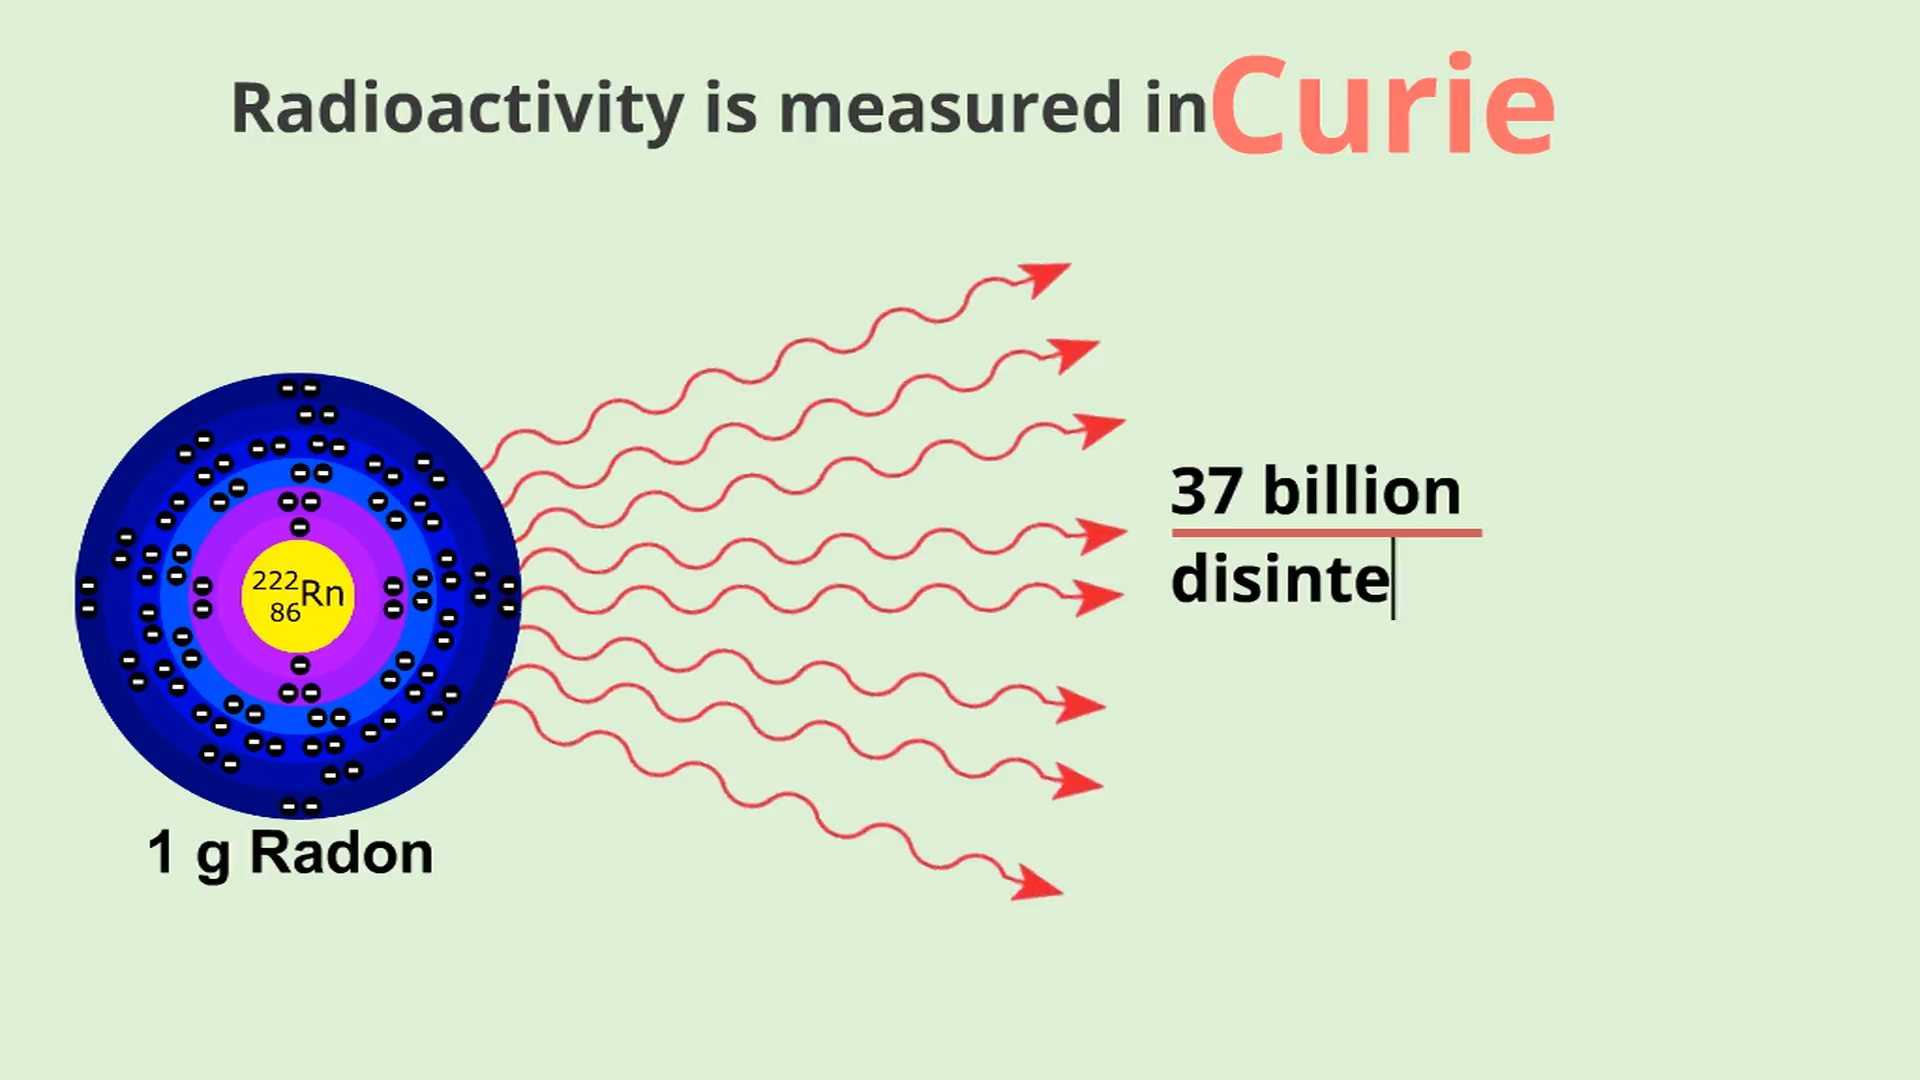 Radioactivity is measured in Curie
37 billion
disinte
222
86 Rn
1 g Radon